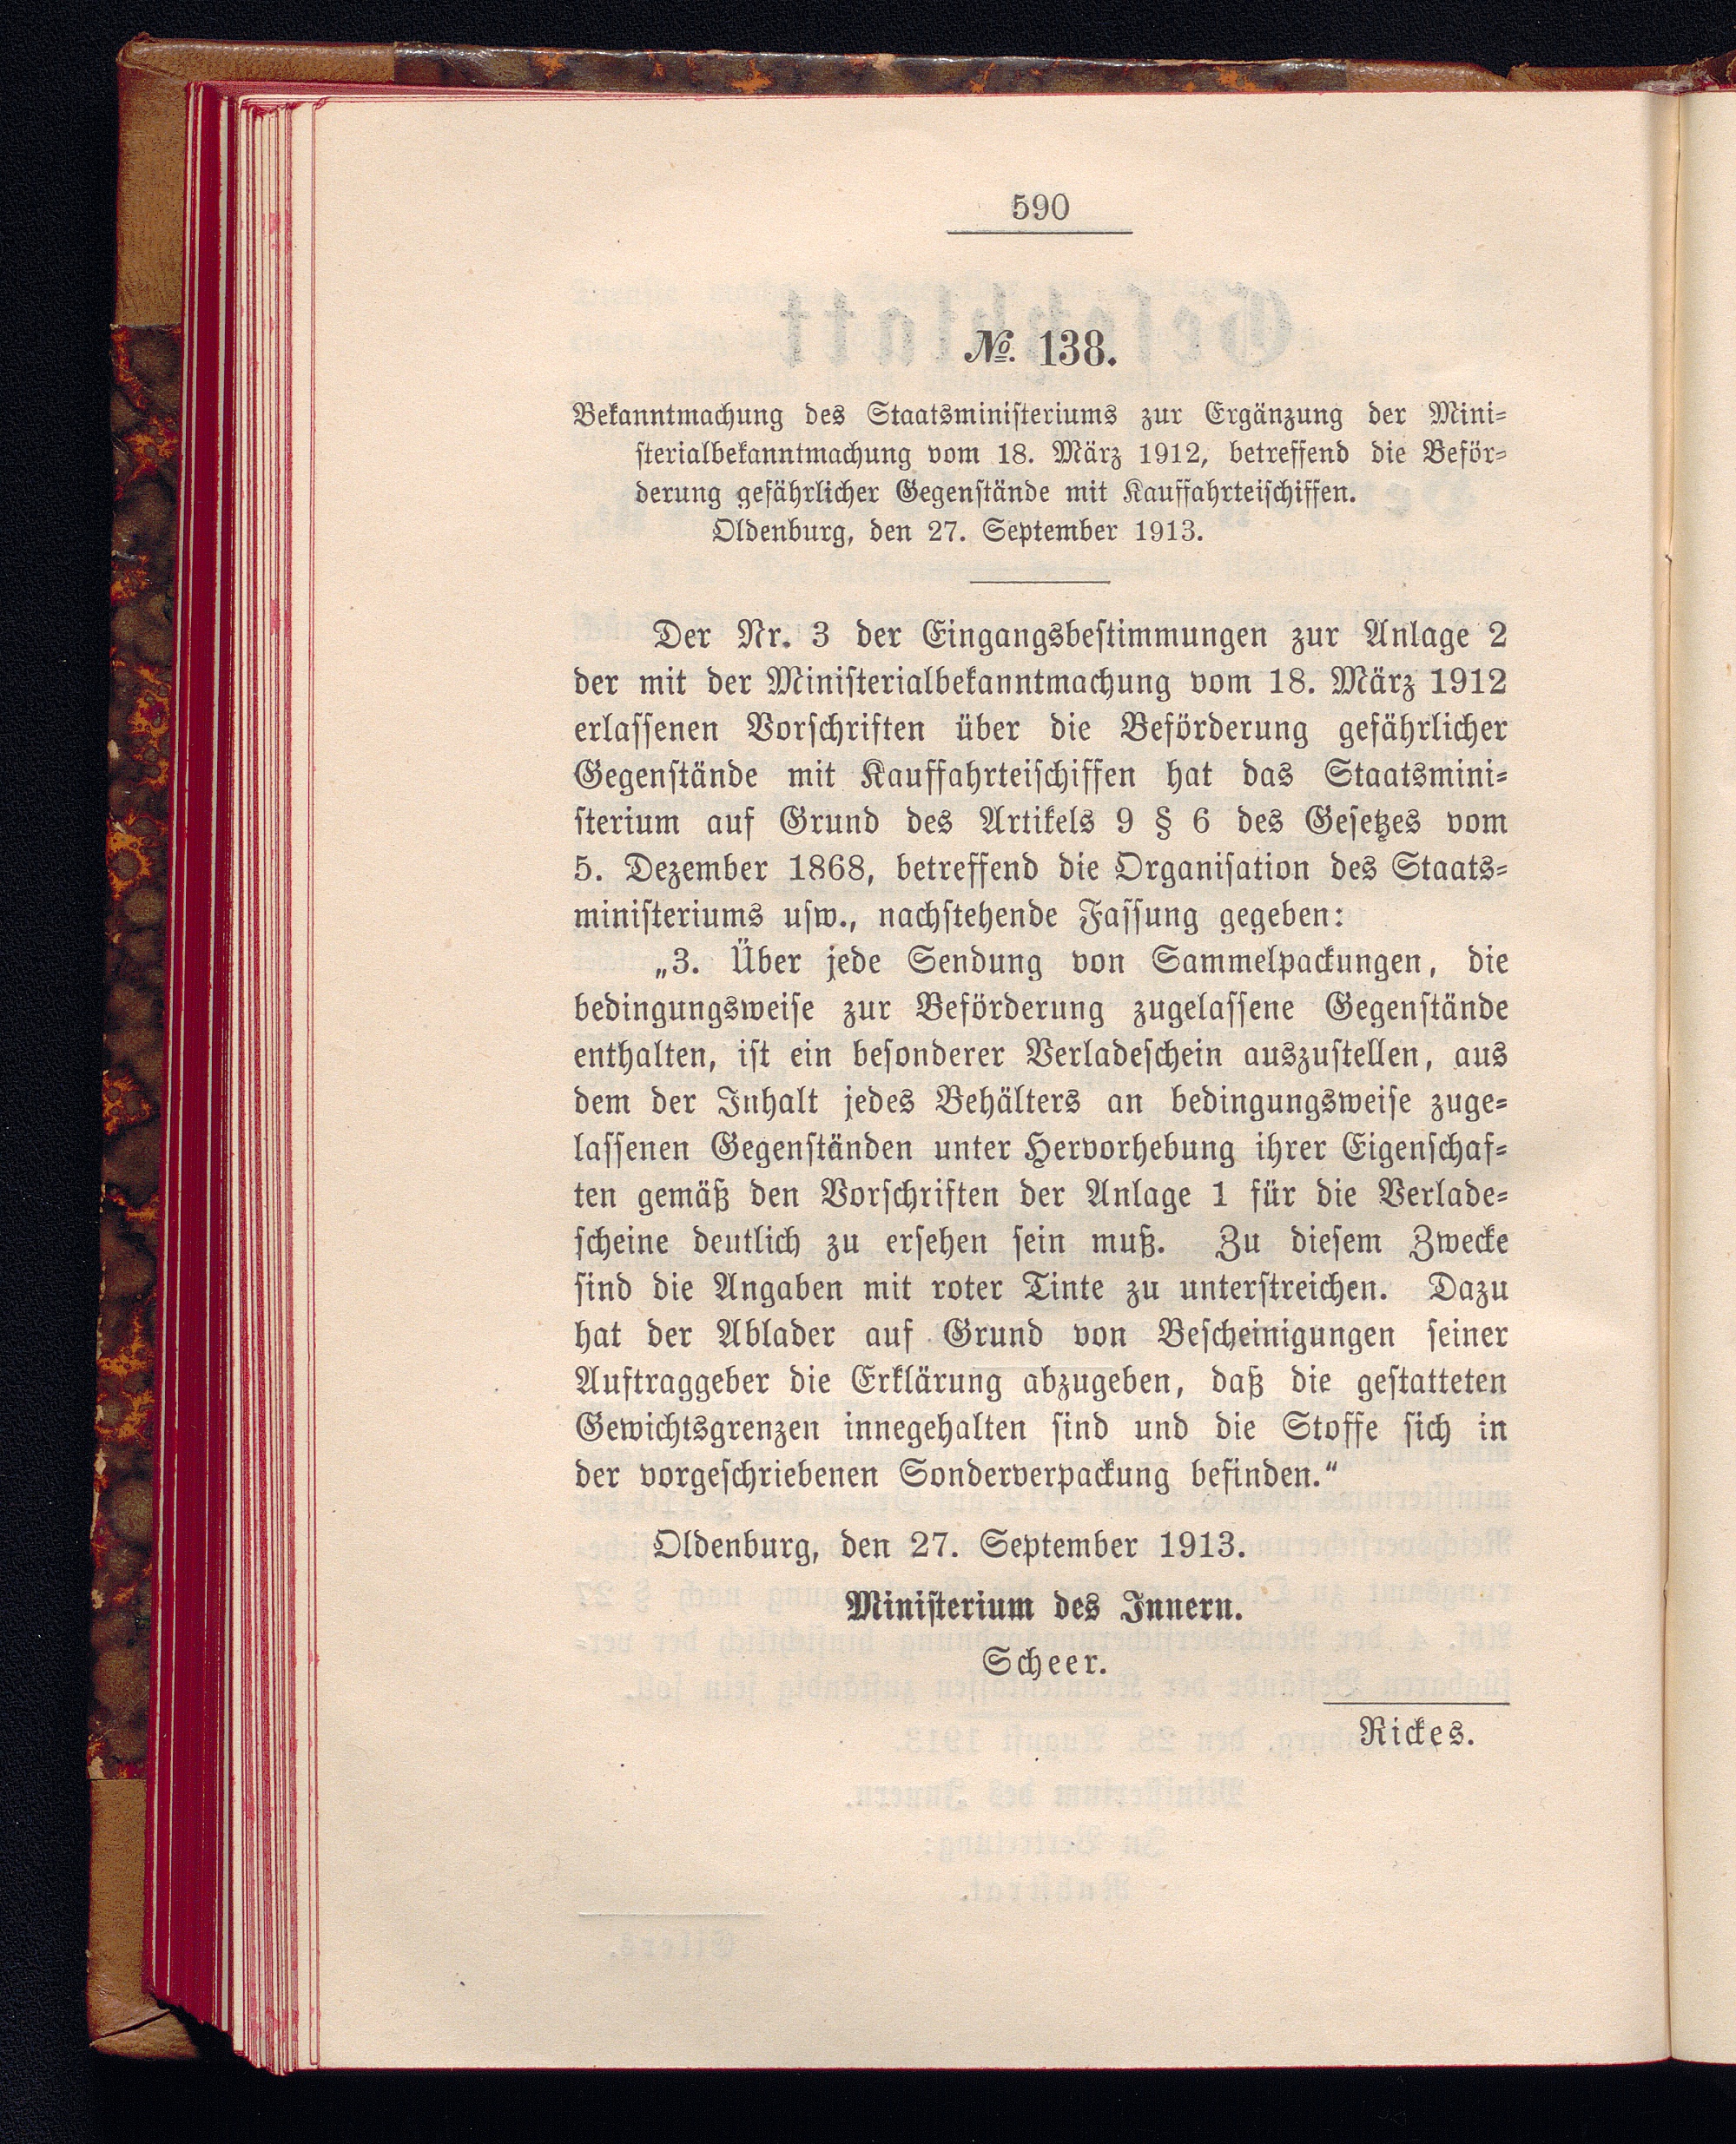 590
№. 138.
Bekanntmachung des Staatsministeriums zur Ergänzung der Mini-
sterialbekanntmachung vom 18. März 1912, betreffend die Beför-
derung gefährlicher Gegenstände mit Kauffahrteischiffen.
Oldenburg, den 27. September 1913.
Der Nr. 3 der Eingangsbestimmungen zur Anlage 2
der mit der Ministerialbekanntmachung vom 18. März 1912
erlassenen Vorschriften über die Beförderung gefährlicher
Gegenstände mit Kauffahrteischiffen hat das Staatsmini-
sterium auf Grund des Artikels 9 § 6 des Gesetzes vom
5. Dezember 1868, betreffend die Organisation des Staats-
ministeriums usw., nachstehende Fassung gegeben:
„3. Über jede Sendung von Sammelpackungen, die
bedingungsweise zur Beförderung zugelassene Gegenstände
enthalten, ist ein besonderer Verladeschein auszustellen, aus
dem der Inhalt jedes Behälters an bedingungsweise zuge-
lassenen Gegenständen unter Hervorhebung ihrer Eigenschaf-
ten gemäß den Vorschriften der Anlage 1 für die Verlade-
scheine deutlich zu ersehen sein muß. Zu diesem Zwecke
sind die Angaben mit roter Tinte zu unterstreichen. Dazu
hat der Ablader auf Grund von Bescheinigungen seiner
Auftraggeber die Erklärung abzugeben, daß die gestatteten
Gewichtsgrenzen innegehalten sind und die Stoffe sich in
der vorgeschriebenen Sonderverpackung befinden.“
Oldenburg, den 27. September 1913.
Ministerium des Innern.
Scheer.
Rickes.